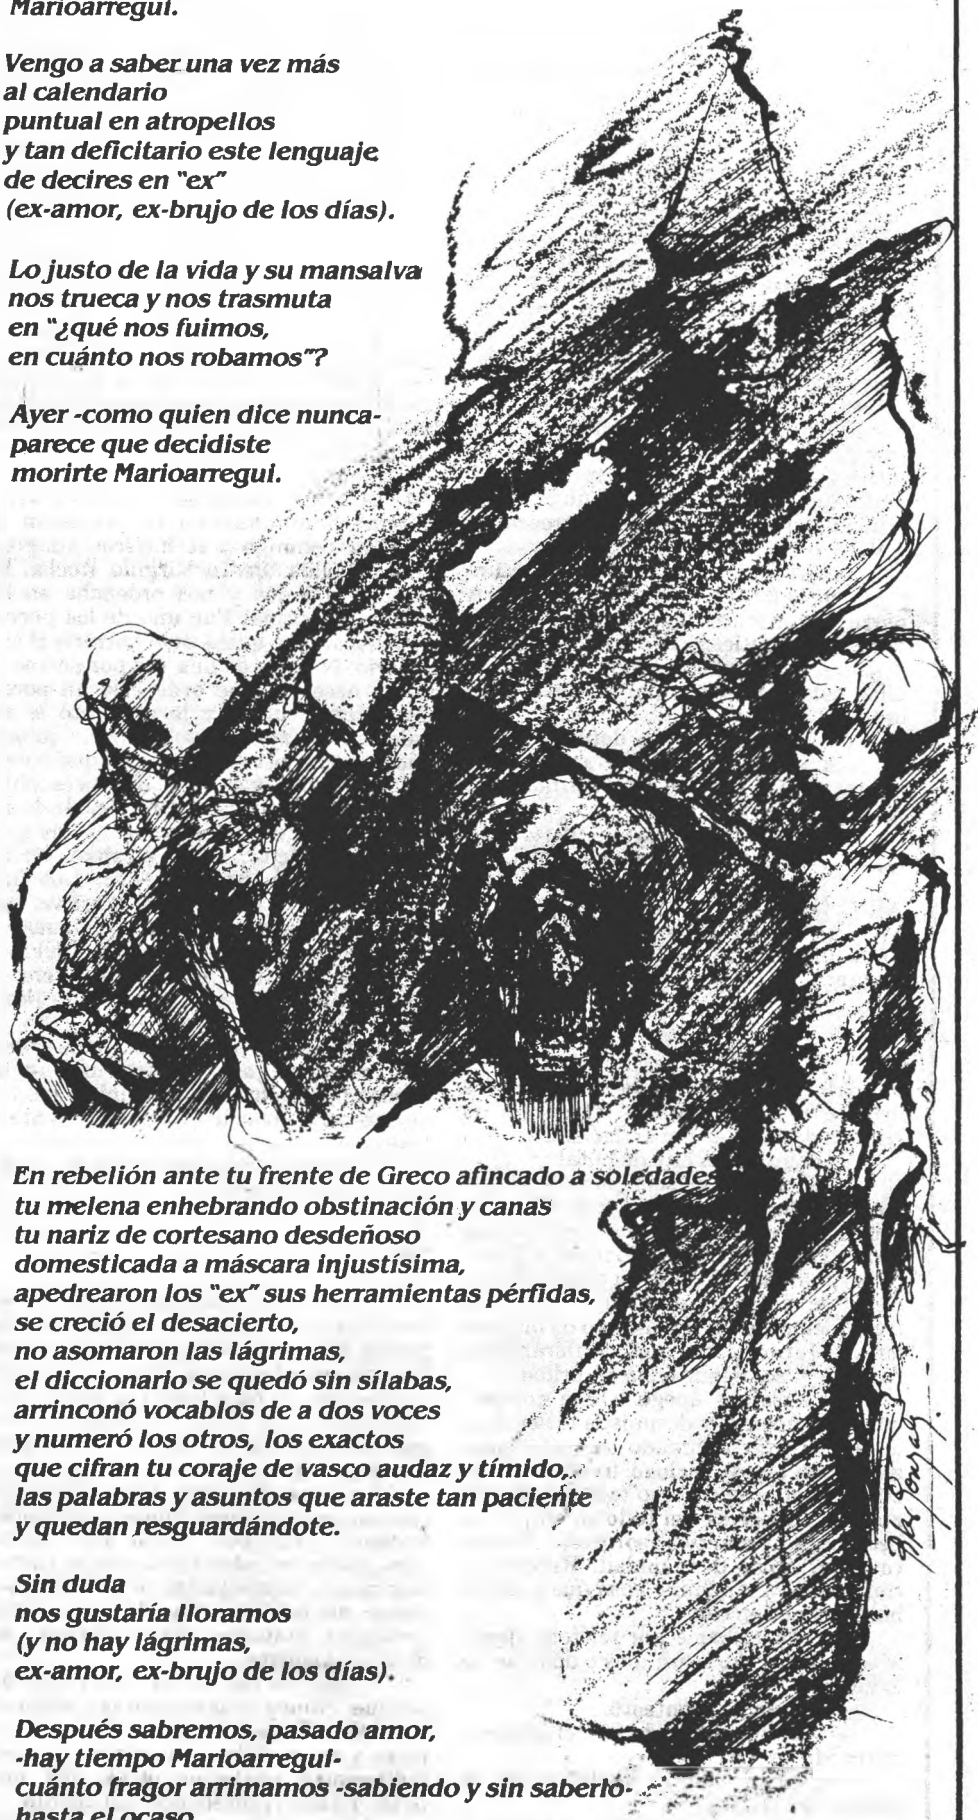 Marioarregui.

Vengo a saber una vez más
al calendario
puntual en atropellos
y tan deficitario este lenguaje
de decires en "ex"
(ex-amor, ex-brujo de los días).

Lo justo de la vida y su mansalva
nos trueca y nos trasmuta
en "¿qué nos fuimos,
en cuánto nos robamos"?

Ayer -como quien dice nunca-
parece que decidiste
morirte Marioarregui.

En rebelión ante tu frente de Greco afincado a soledades
tu melena enhebrando obstinación y canas
tu nariz de cortesano desdeñoso
domesticada a máscara injustísima,
apedrearon los "ex" sus herramientas pérfidas,
se creció el desacierto,
no asomaron las lágrimas,
el diccionario se quedó sin sílabas,
arrinconó vocablos de a dos voces
y numeró los otros, los exactos
que cifran tu coraje de vasco audaz y tímido,
las palabras y asuntos que araste tan paciente
y quedan resguardándote.

Sin duda
nos gustaría lloramos
(y no hay lágrimas,
ex-amor, ex-brujo de los días).

Después sabremos, pasado amor,
-hay tiempo Marioarregui-
cuánto fragor arrimamos -sabiendo y sin saberlo-
hasta el ocaso